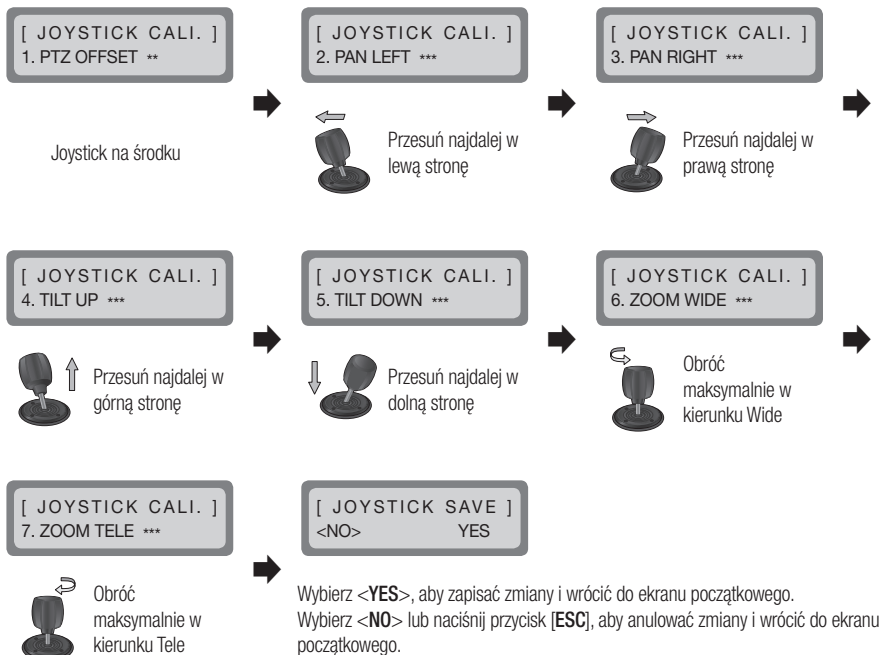 [ JOYSTICK CALI. ]
1. PTZ OFFSET **
Joystick na środku
[ JOYSTICK CALI. ]
2. PAN LEFT ***
Przesuń najdalej w
lewą stronę
[ JOYSTICK CALI. ]
3. PAN RIGHT ***
Przesuń najdalej w
prawą stronę
[ JOYSTICK CALI. ]
4. TILT UP ***
Przesuń najdalej w
górną stronę
[ JOYSTICK CALI. ]
5. TILT DOWN ***
Przesuń najdalej w
dolną stronę
[ JOYSTICK CALI. ]
6. ZOOM WIDE ***
Obróć
maksymalnie w
kierunku Wide
[ JOYSTICK CALI. ]
7. ZOOM TELE ***
Obróć
maksymalnie w
kierunku Tele
[ JOYSTICK SAVE ]
<NO> YES
Wybierz <YES>, aby zapisać zmiany i wrócić do ekranu początkowego.
Wybierz <NO> lub naciśnij przycisk [ESC], aby anulować zmiany i wrócić do ekranu
początkowego.